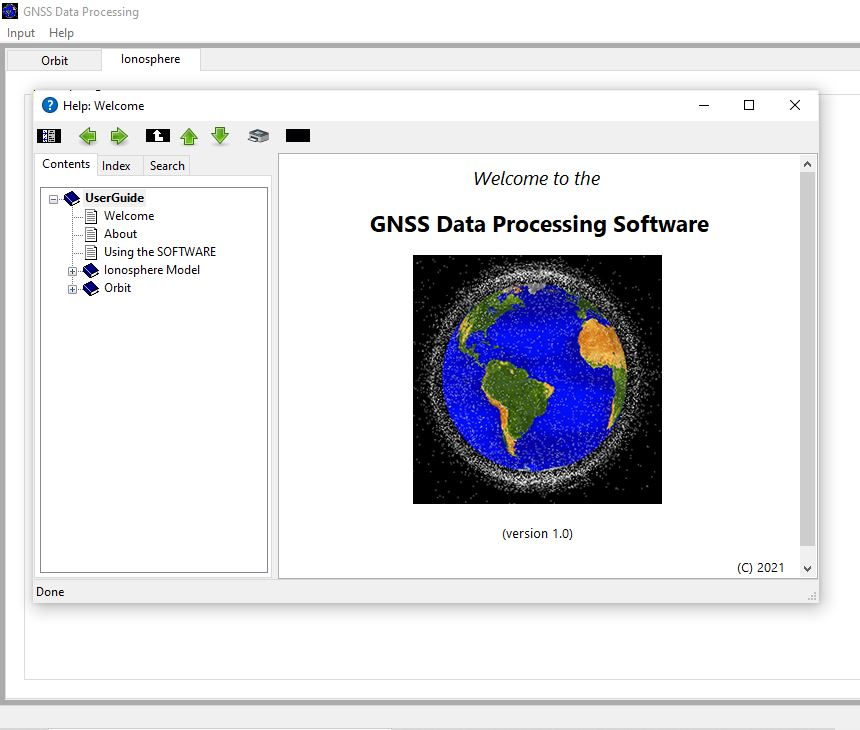 GNSS Data Processing
Input Help
Orbit Ionosphere
Help: Welcome
Contents Index Search
UserGuide
Welcome
About
Using the SOFTWARE
Ionosphere Model
Orbit
Welcome to the
GNSS Data Processing Software
(version 1.0)
(C) 2021
Done